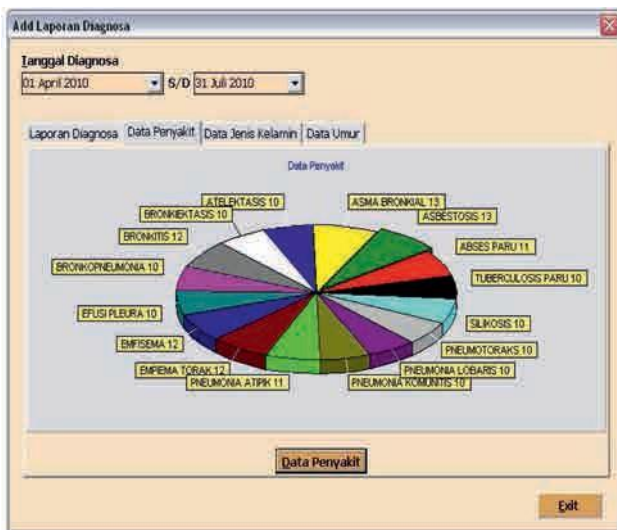 Add Laporan Diagnosa
Tanggal Diagnosa
01 April 2010 S/D 31 Juli 2010
Laporan Diagnosa Data Penyakit Data Jenis Kelamin Data Umur
Data Penyakit
ATELEKTASIS 10
ASMA BRONKIAL 13
BRONKIEKTASIS 10
ASBESTOSIS 13
BRONKITIS 12
ABSES PARU 11
BRONKOPNEUMONIA 10
TUBERCULOSIS PARU 10
EFUSI PLEURA 10
SILIKOSIS 10
EMFISEMA 12
PNEUMOTORAKS 10
EMPIEMA TORAK 12
PNEUMONIA LOBARIS 10
PNEUMONIA ATIPIK 11
PNEUMONIA KOMUNITIS 10
Data Penyakit
Exit